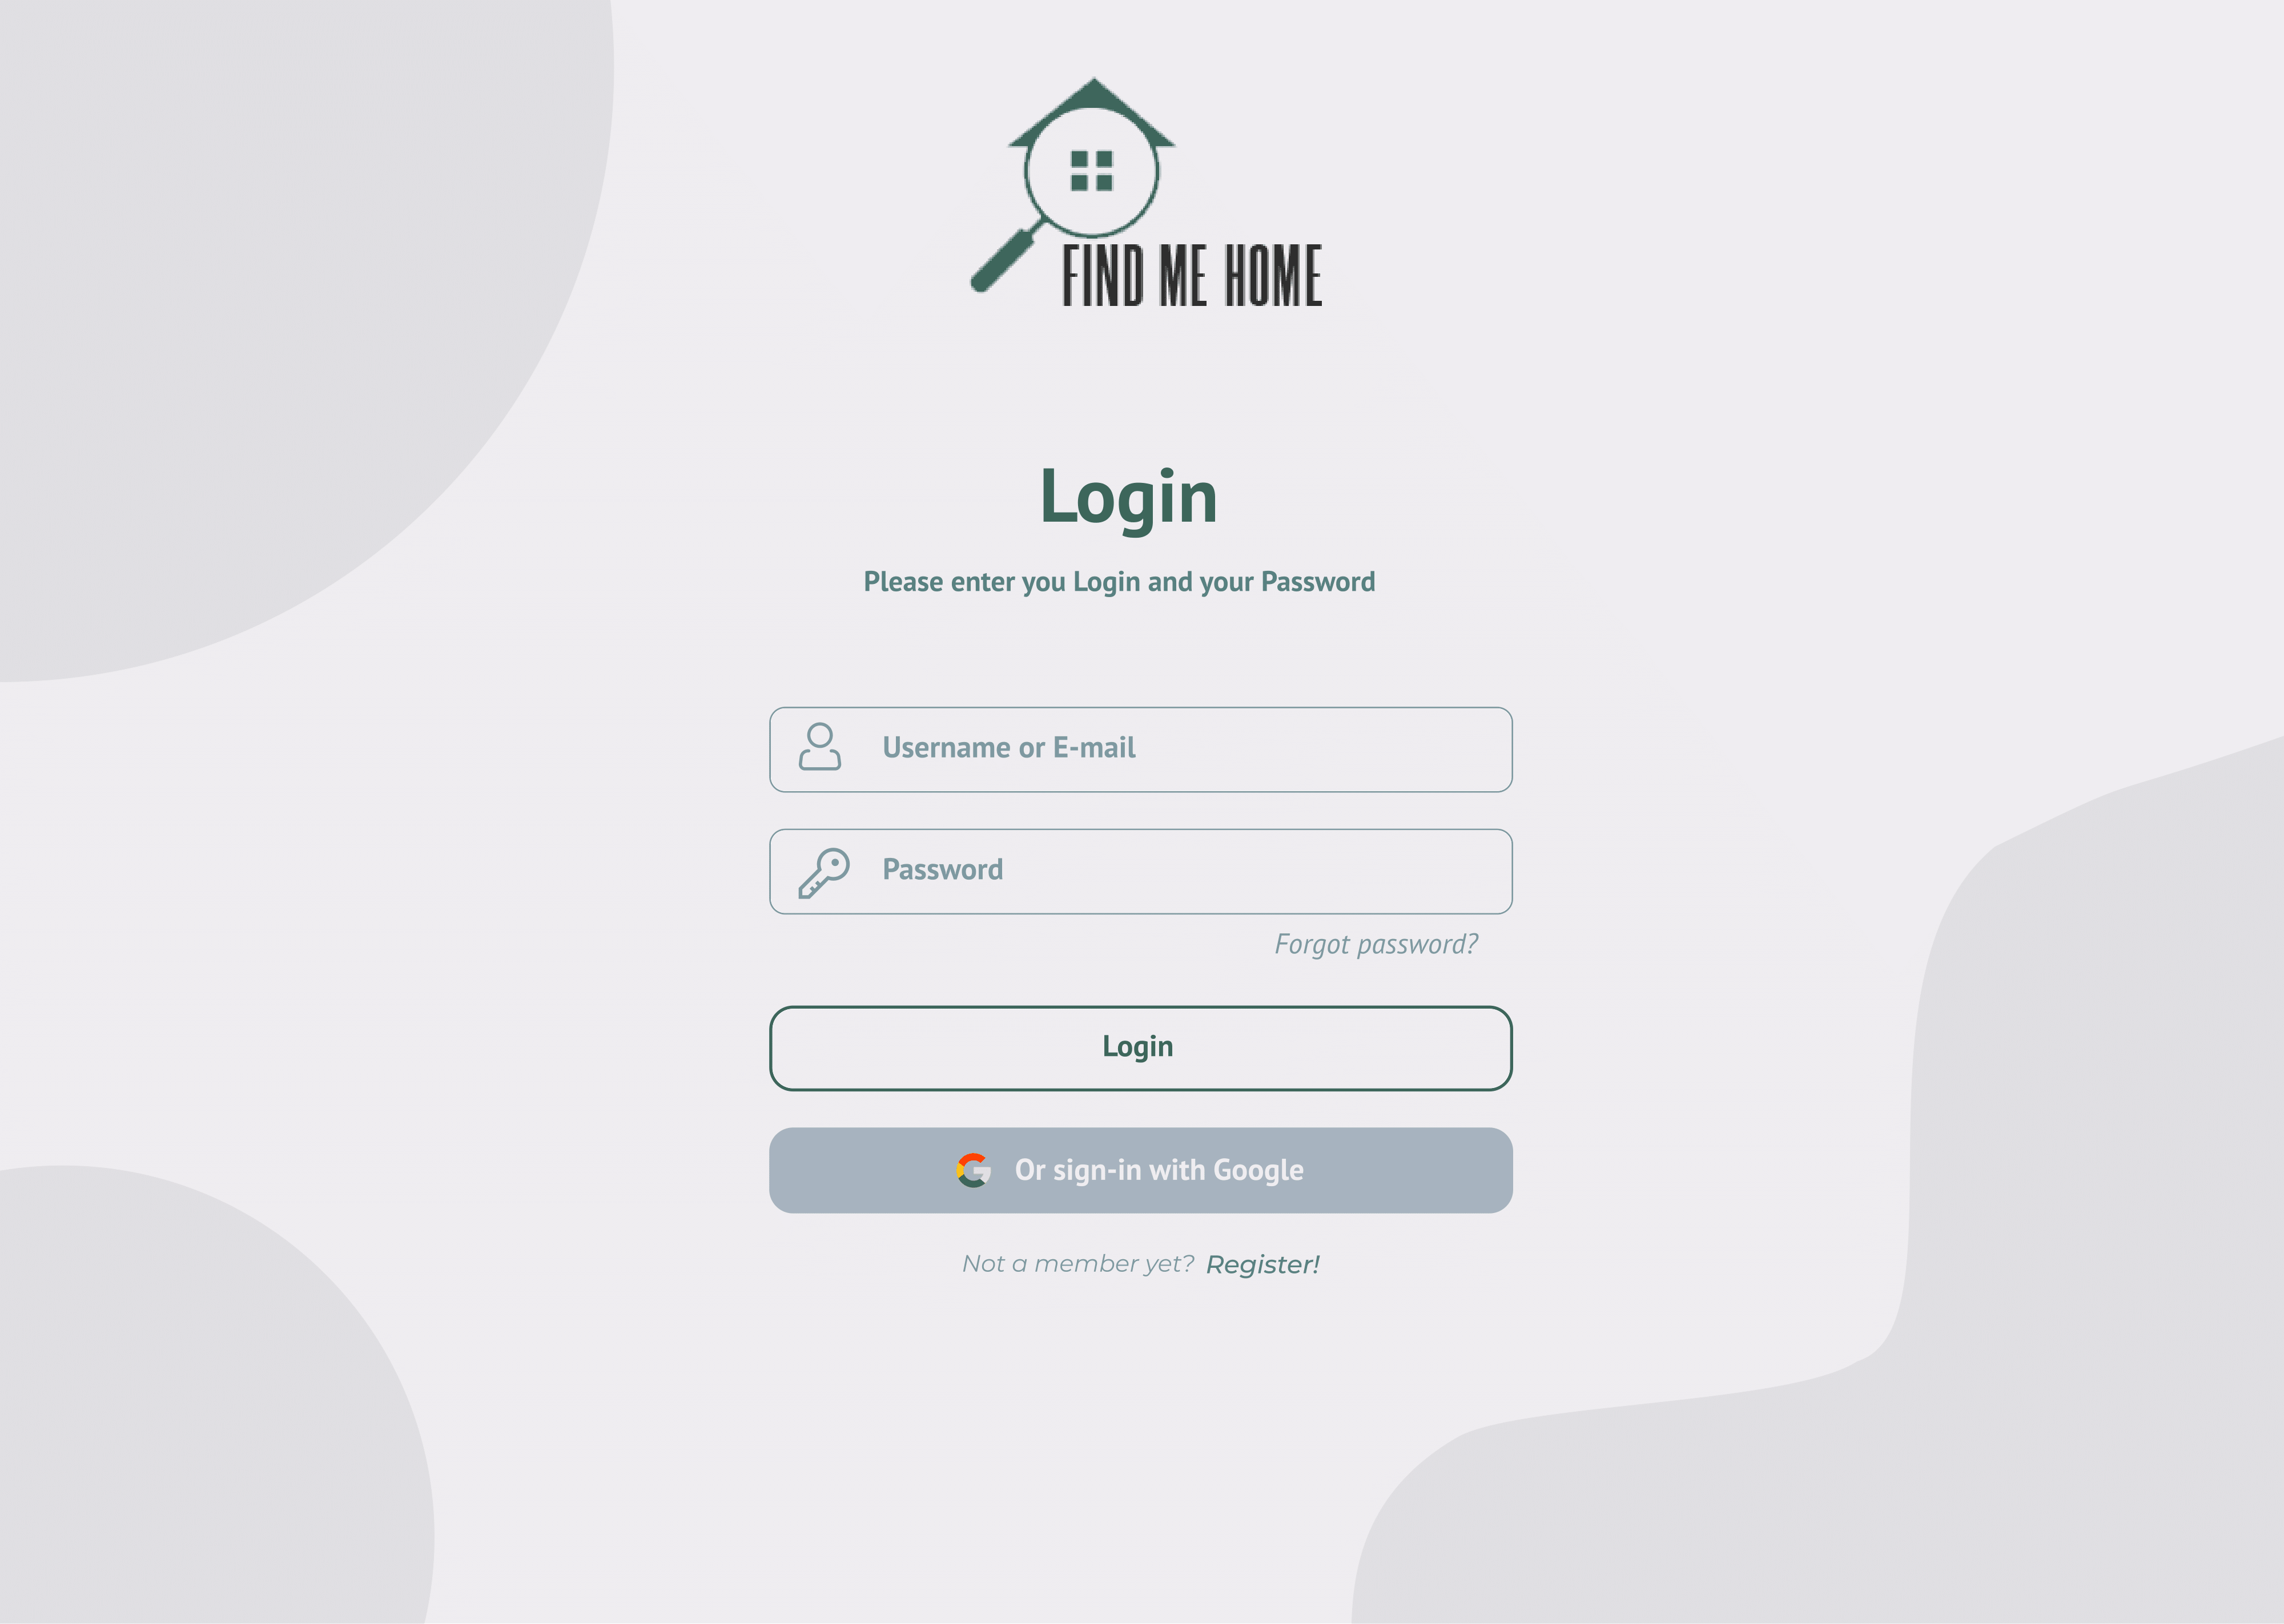 FIND ME HOME
Login
Please enter you Login and your Password
Username or E-mail
Password
Forgot password?
Login
Or sign-in with Google
Not a member yet? Register!